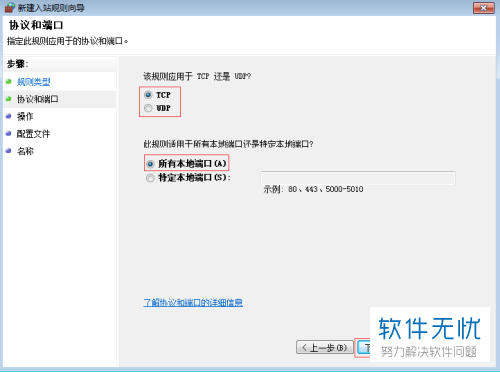 新建入站规则向导
协议和端口
指定此规则应用于的协议和端口。
步骤:
规则类型
协议和端口
操作
配置文件
名称
该规则应用于 TCP 还是 UDP?
TCP
UDP
此规则适用于所有本地端口还是特定本地端口?
所有本地端口(A)
特定本地端口(S):
示例: 80、443、5000-5010
了解协议和端口的详细信息
< 上一步(B)
下
软件无忧
努力解决软件问题